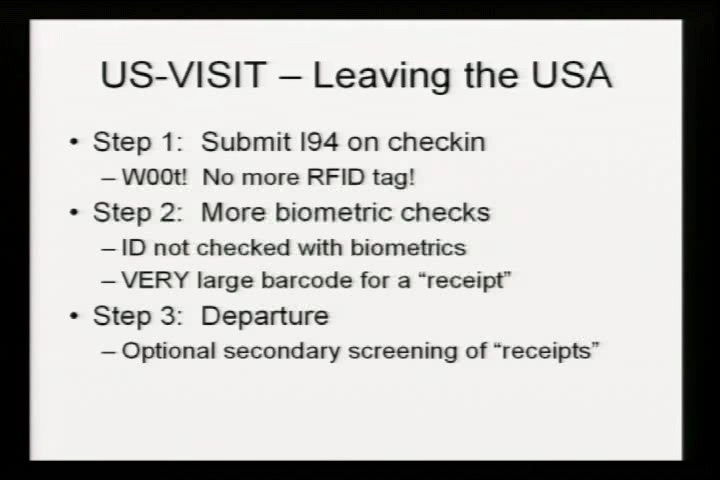 US-VISIT – Leaving the USA
• Step 1: Submit I94 on checkin
– W00t! No more RFID tag!
• Step 2: More biometric checks
– ID not checked with biometrics
– VERY large barcode for a “receipt”
• Step 3: Departure
– Optional secondary screening of “receipts”